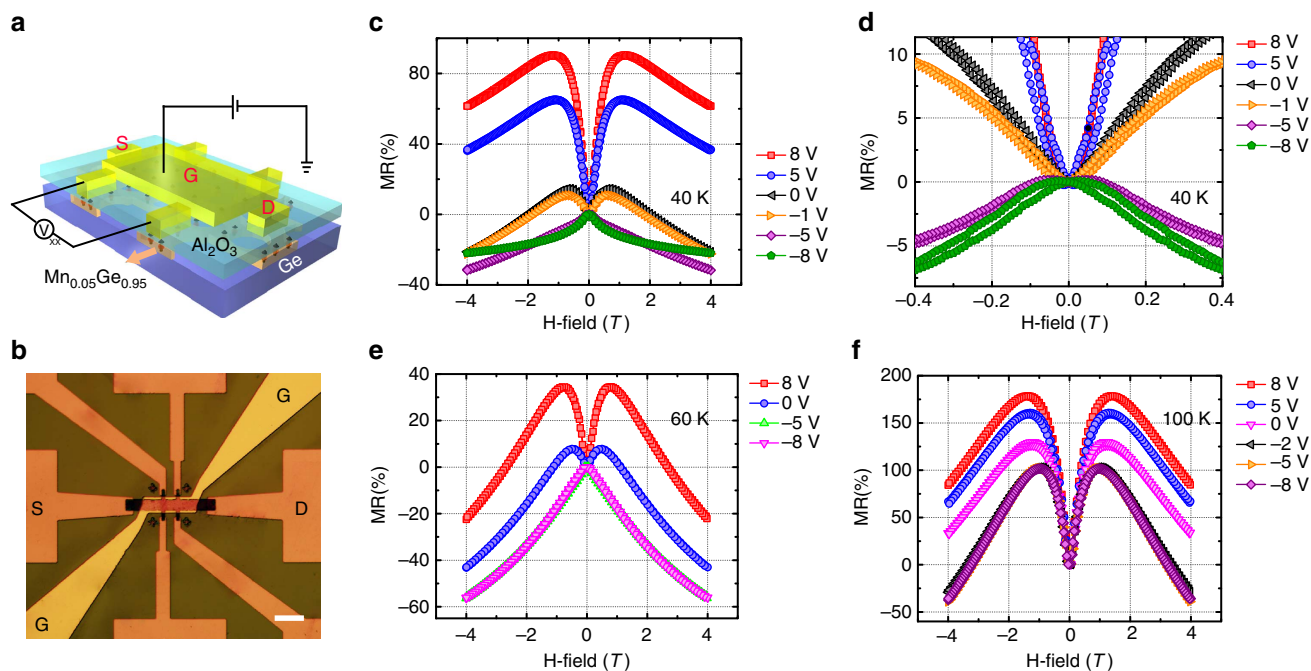 a
S
G
D
V
xx
Al2O3
Ge
Mn0.05Ge0.95
b
G
S
D
G
c
80
40
0
–40
–4
–2
0
2
4
MR(%)
H-field (T)
40 K
8 V
5 V
0 V
–1 V
–5 V
–8 V
d
10
5
0
–5
–0.4
–0.2
0.0
0.2
0.4
MR(%)
H-field (T)
40 K
8 V
5 V
0 V
–1 V
–5 V
–8 V
e
60
40
20
0
–20
–40
–60
–4
–2
0
2
4
MR(%)
H-field (T)
60 K
8 V
0 V
–5 V
–8 V
f
200
150
100
50
0
–50
–4
–2
0
2
4
MR(%)
H-field (T)
100 K
8 V
5 V
0 V
–2 V
–5 V
–8 V